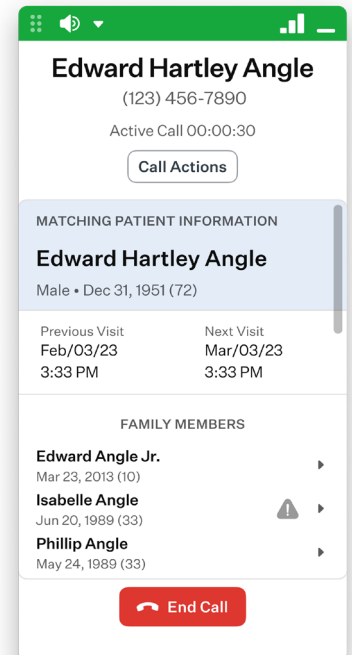 Edward Hartley Angle
(123) 456-7890
Active Call 00:00:30
Call Actions
MATCHING PATIENT INFORMATION
Edward Hartley Angle
Male • Dec 31, 1951 (72)
Previous Visit
Feb/03/23
3:33 PM
Next Visit
Mar/03/23
3:33 PM
FAMILY MEMBERS
Edward Angle Jr.
Mar 23, 2013 (10)
Isabelle Angle
Jun 20, 1989 (33)
Phillip Angle
May 24, 1989 (33)
End Call